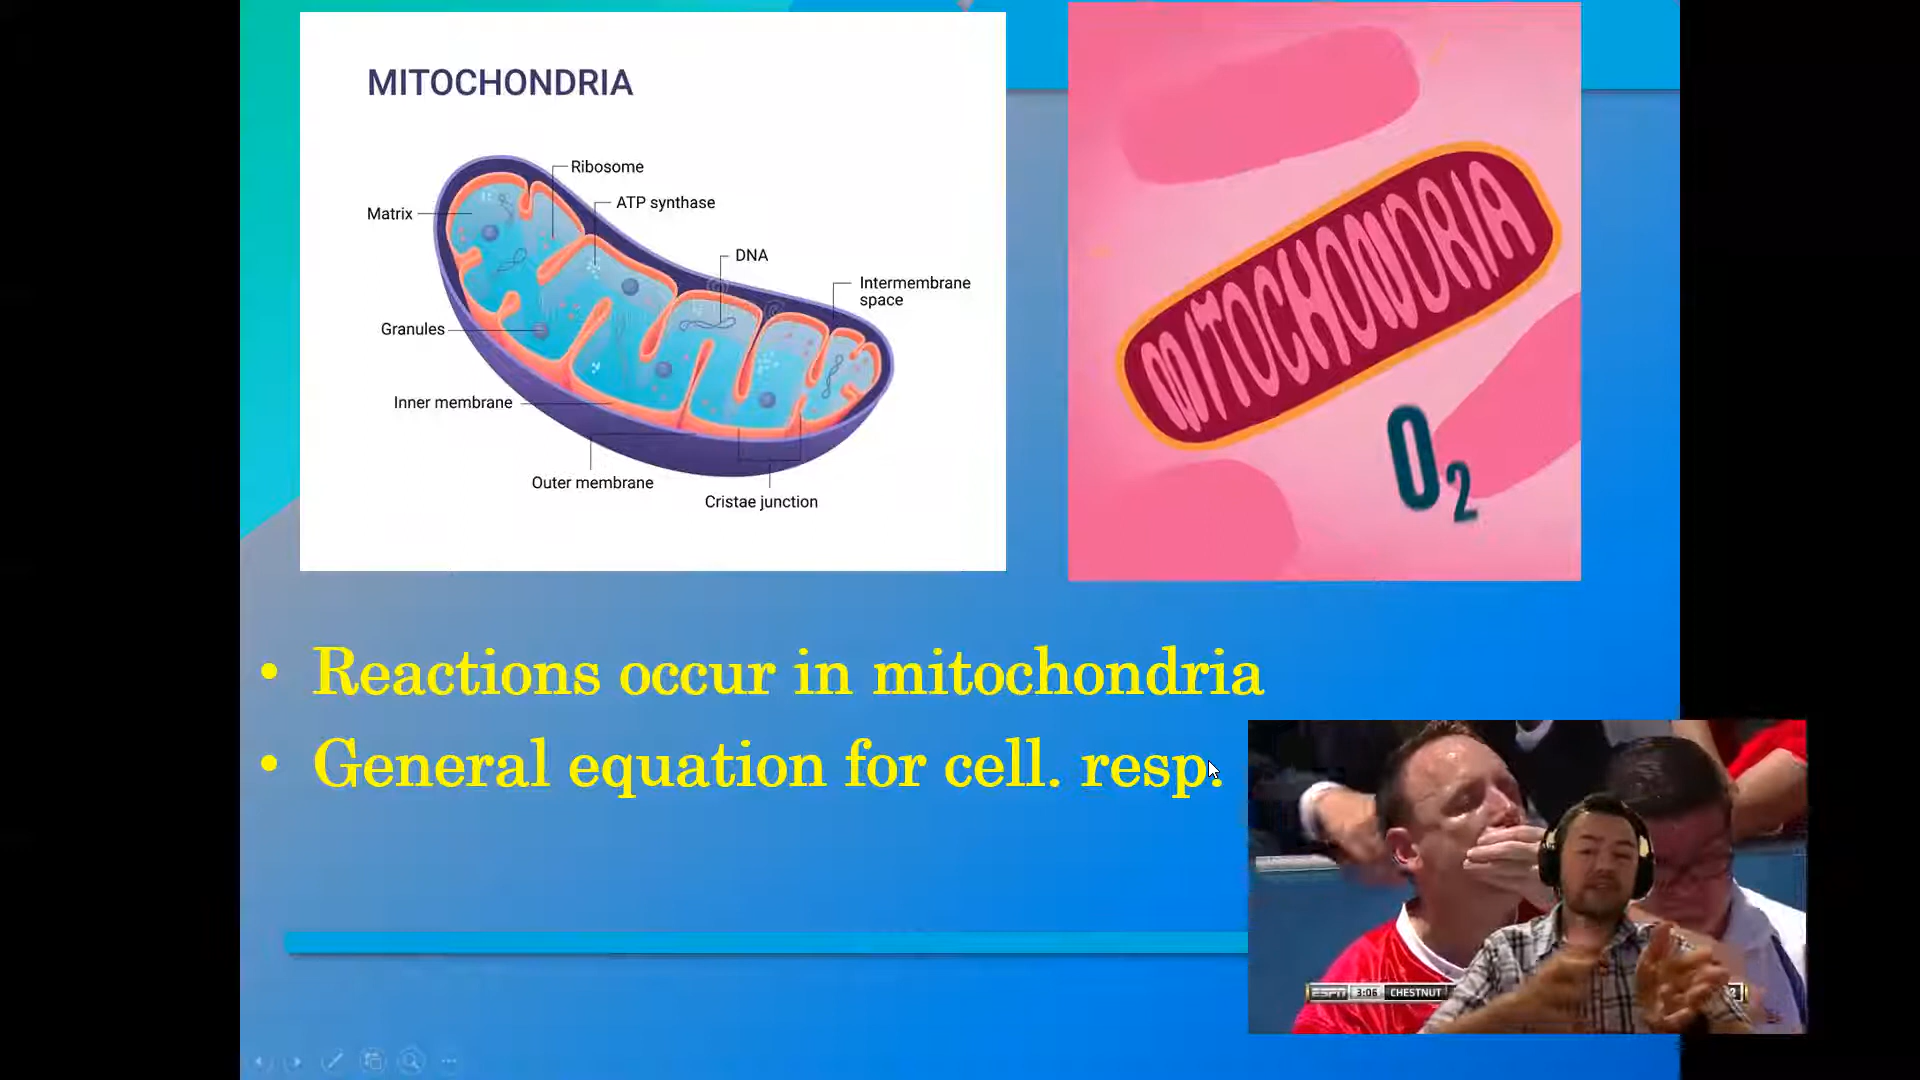 MITOCHONDRIA
Ribosome
ATP synthase
Matrix
DNA
Intermembrane
space
Granules
Inner membrane
Outer membrane
Cristae junction
MITOCHONDRIA
O2
• Reactions occur in mitochondria
• General equation for cell. resp.
ESPN 3:06 CHESTNUT